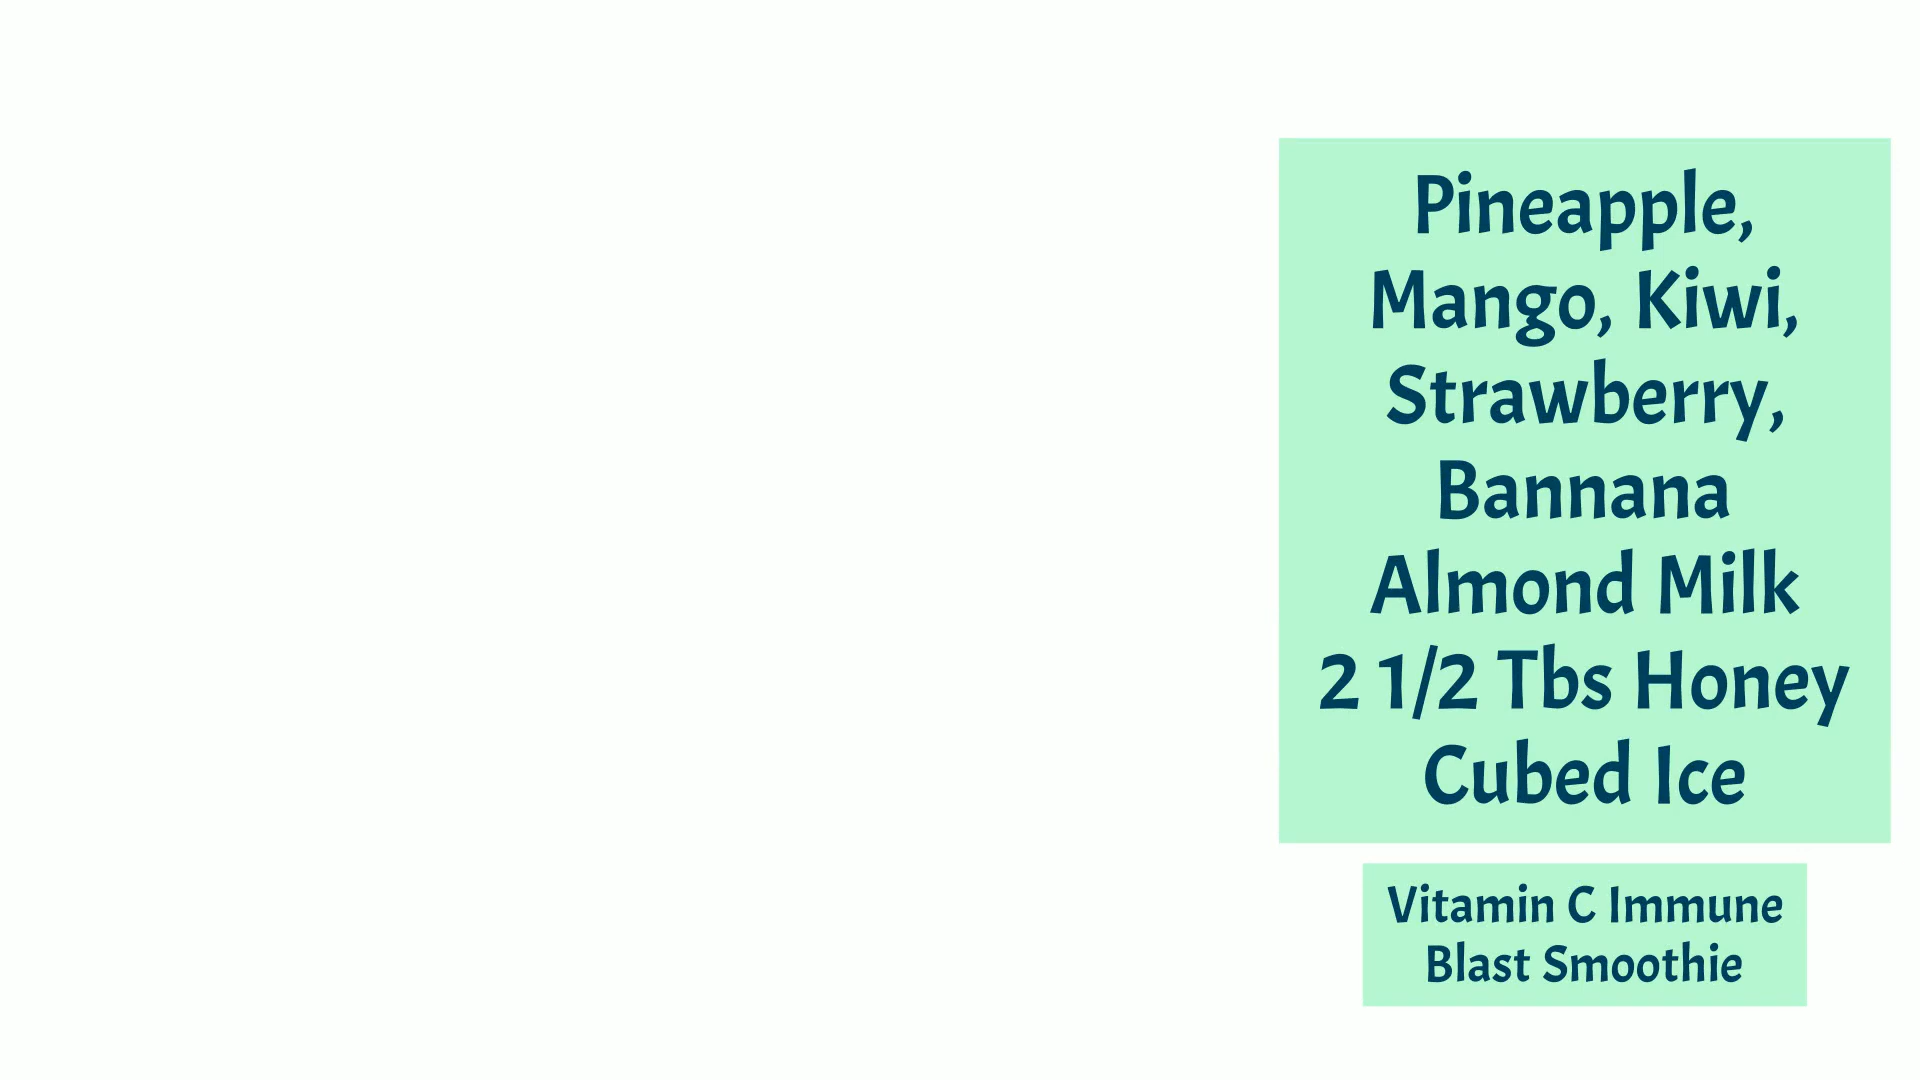 Pineapple,
Mango, Kiwi,
Strawberry,
Bannana
Almond Milk
2 1/2 Tbs Honey
Cubed Ice
Vitamin C Immune
Blast Smoothie